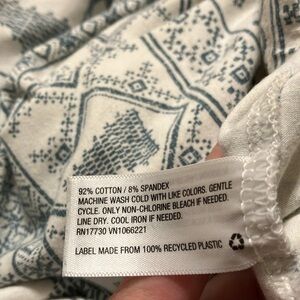 92% COTTON / 8% SPANDEX
MACHINE WASH COLD WITH LIKE COLORS. GENTLE
CYCLE. ONLY NON-CHLORINE BLEACH IF NEEDED.
LINE DRY. COOL IRON IF NEEDED.
RN17730 VN1066221
LABEL MADE FROM 100% RECYCLED PLASTIC